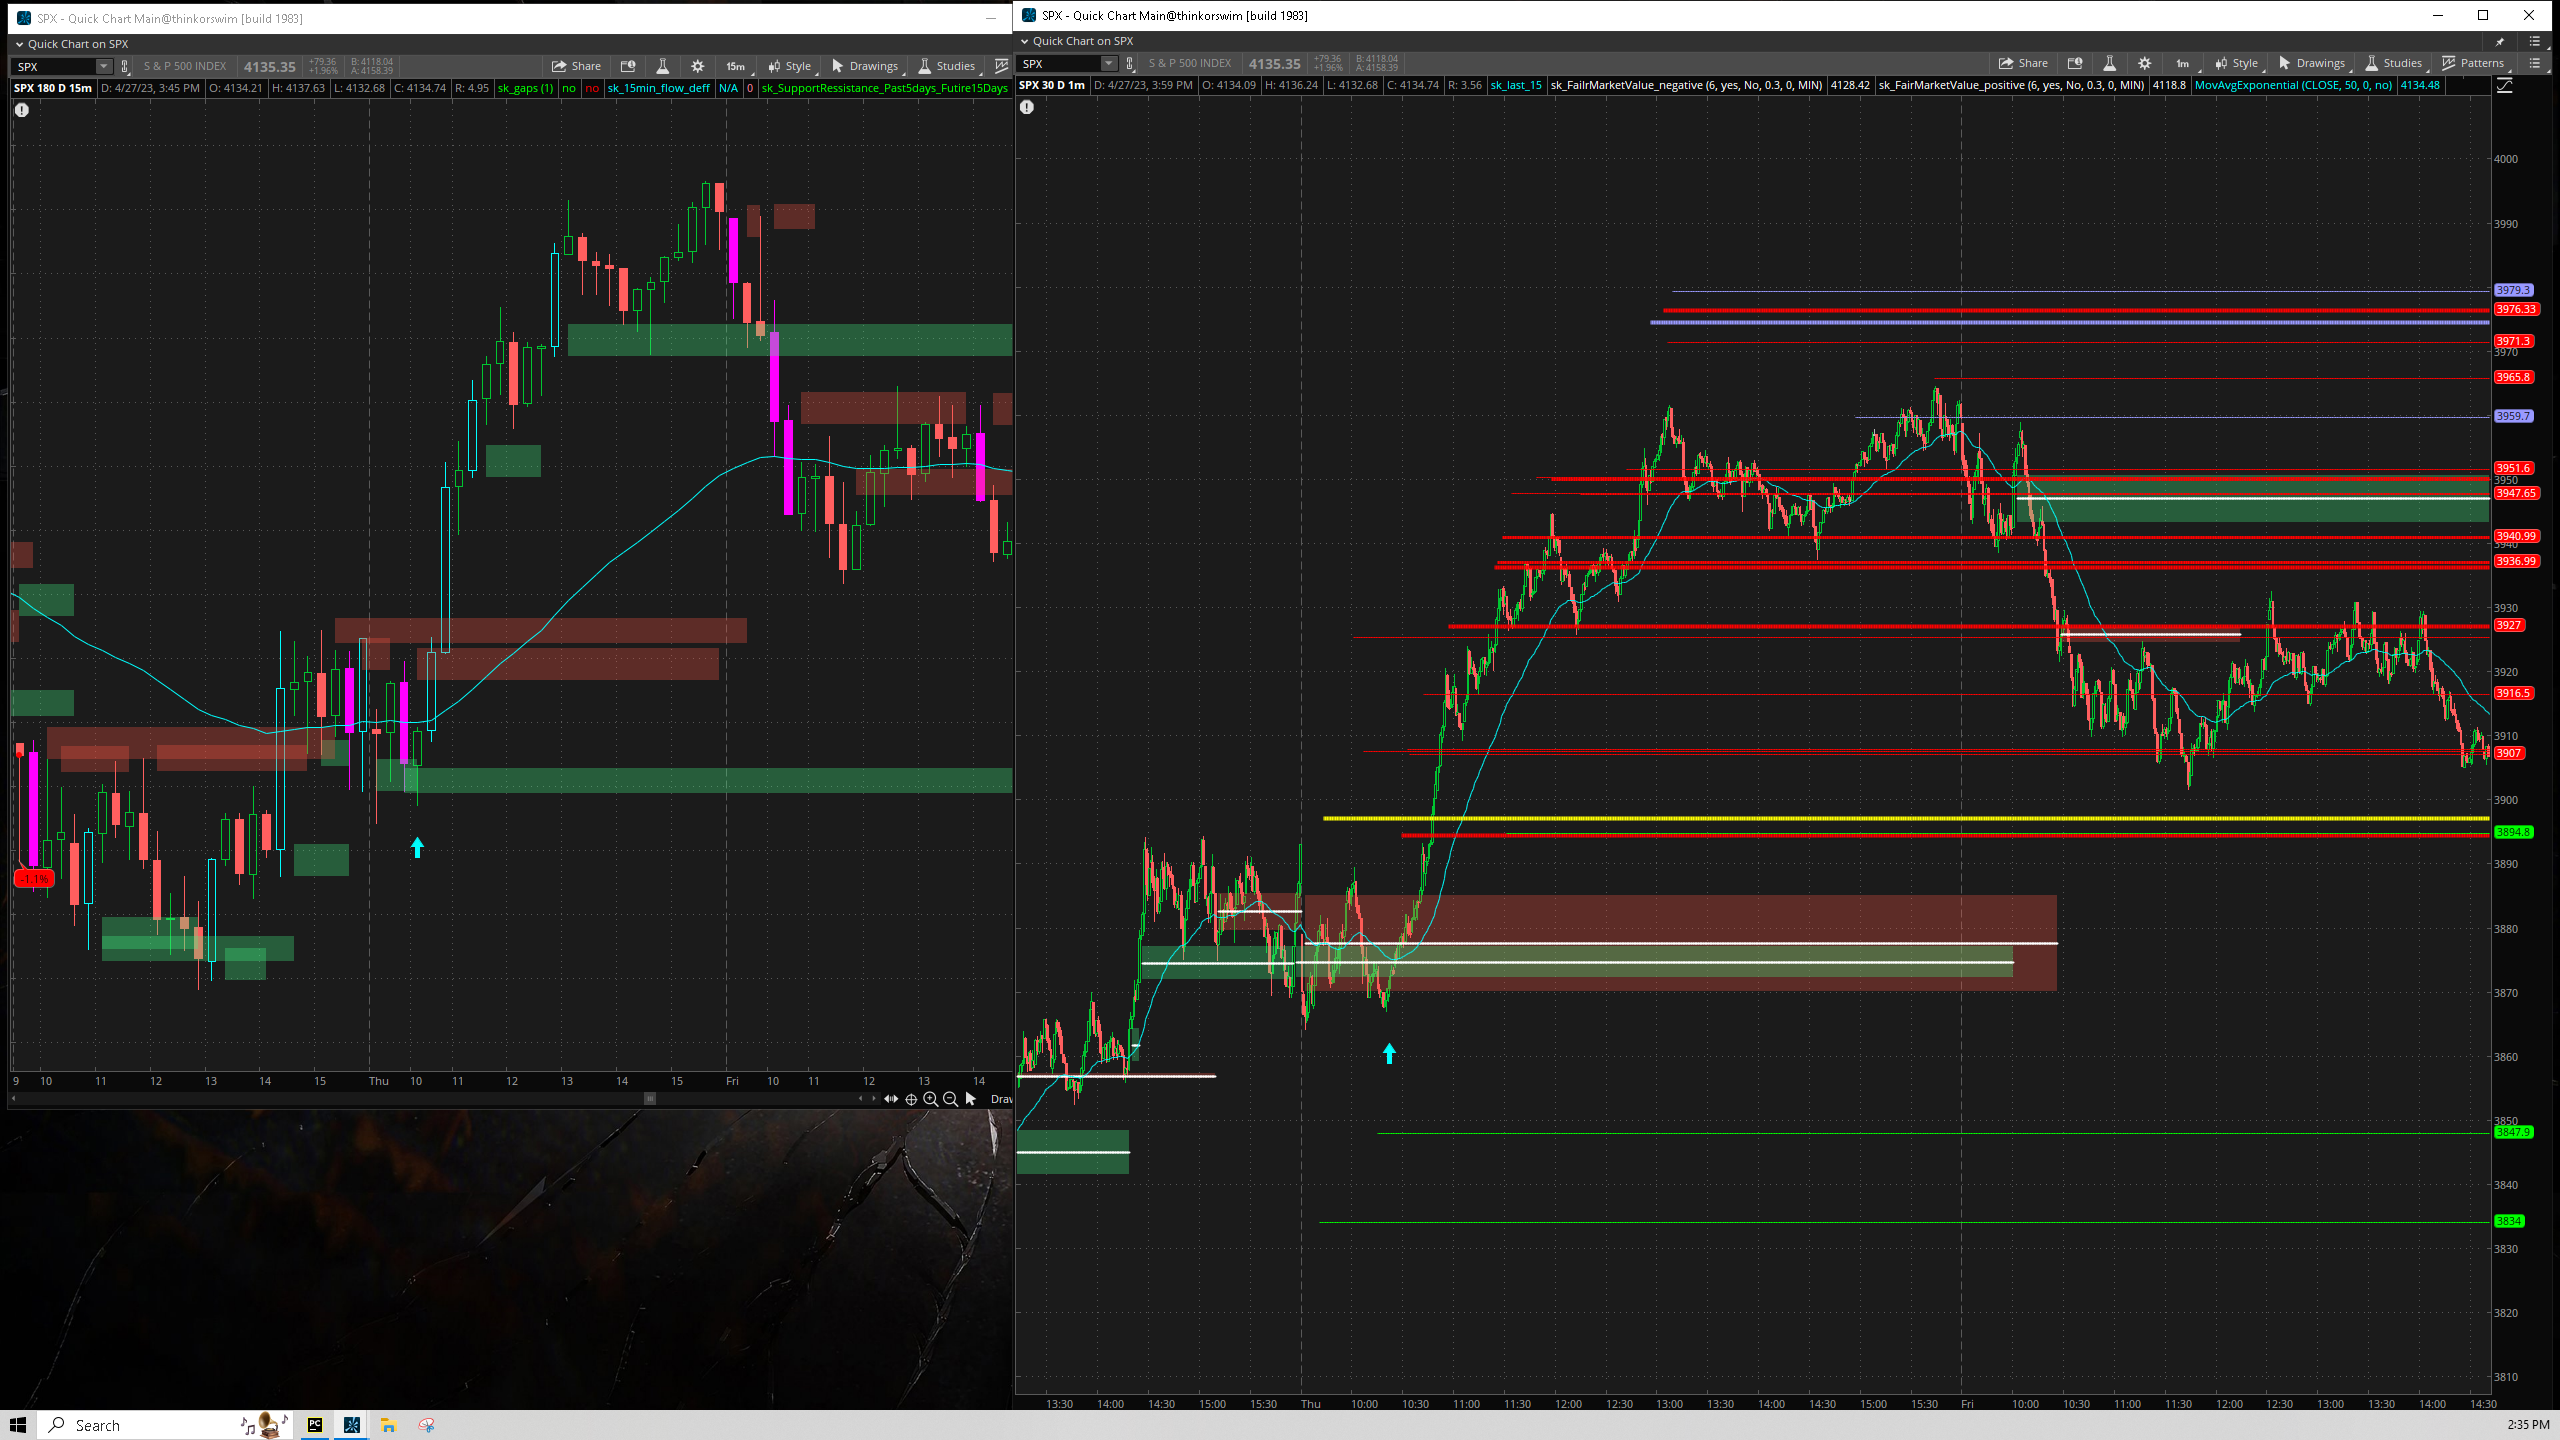 SPX - Quick Chart Main@thinkorswim [build 1983]
Quick Chart on SPX
SPX S & P 500 INDEX 4135.35 +79.36 +1.96% B: 4118.04 A: 4158.39 Share 15m Style Drawings Studies
SPX 180 D 15m D: 4/27/23, 3:45 PM O: 4134.21 H: 4137.63 L: 4132.68 C: 4134.74 R: 4.95 sk_gaps (1) no no sk_15min_flow_deff N/A 0 sk_SupportRessistance_Past5days_Futire15Days
-1.1%
9 10 11 12 13 14 15 Thu 10 11 12 13 14 15 Fri 10 11 12 13 14
Drav
SPX - Quick Chart Main@thinkorswim [build 1983]
Quick Chart on SPX
SPX S & P 500 INDEX 4135.35 +79.36 +1.96% B: 4118.04 A: 4158.39 Share 1m Style Drawings Studies Patterns
SPX 30 D 1m D: 4/27/23, 3:59 PM O: 4134.09 H: 4136.24 L: 4132.68 C: 4134.74 R: 3.56 sk_last_15 sk_FailrMarketValue_negative (6, yes, No, 0.3, 0, MIN) 4128.42 sk_FairMarketValue_positive (6, yes, No, 0.3, 0, MIN) 4118.8 MovAvgExponential (CLOSE, 50, 0, no) 4134.48
4000
3990
3979.3
3976.33
3971.3
3970
3965.8
3959.7
3951.6
3950
3947.65
3940.99
3940
3936.99
3930
3927
3920
3916.5
3910
3907
3900
3894.8
3890
3880
3870
3860
3850
3847.9
3840
3834
3830
3820
3810
13:30 14:00 14:30 15:00 15:30 Thu 10:00 10:30 11:00 11:30 12:00 12:30 13:00 13:30 14:00 14:30 15:00 15:30 Fri 10:00 10:30 11:00 11:30 12:00 12:30 13:00 13:30 14:00 14:30
Search PC 2:35 PM